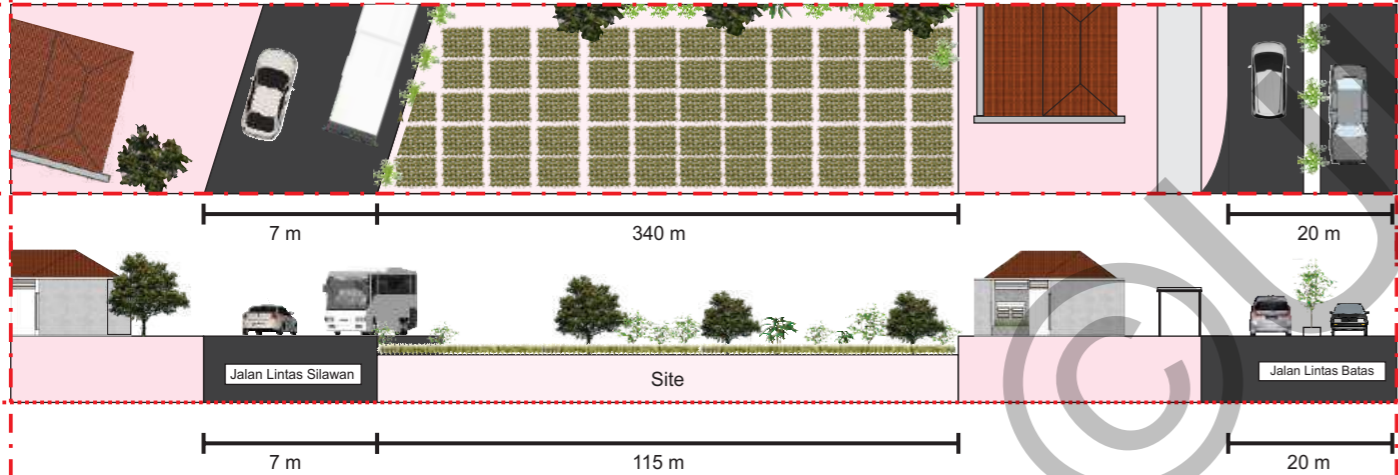 7 m
340 m
20 m
Jalan Lintas Silawan
Site
Jalan Lintas Batas
7 m
115 m
20 m